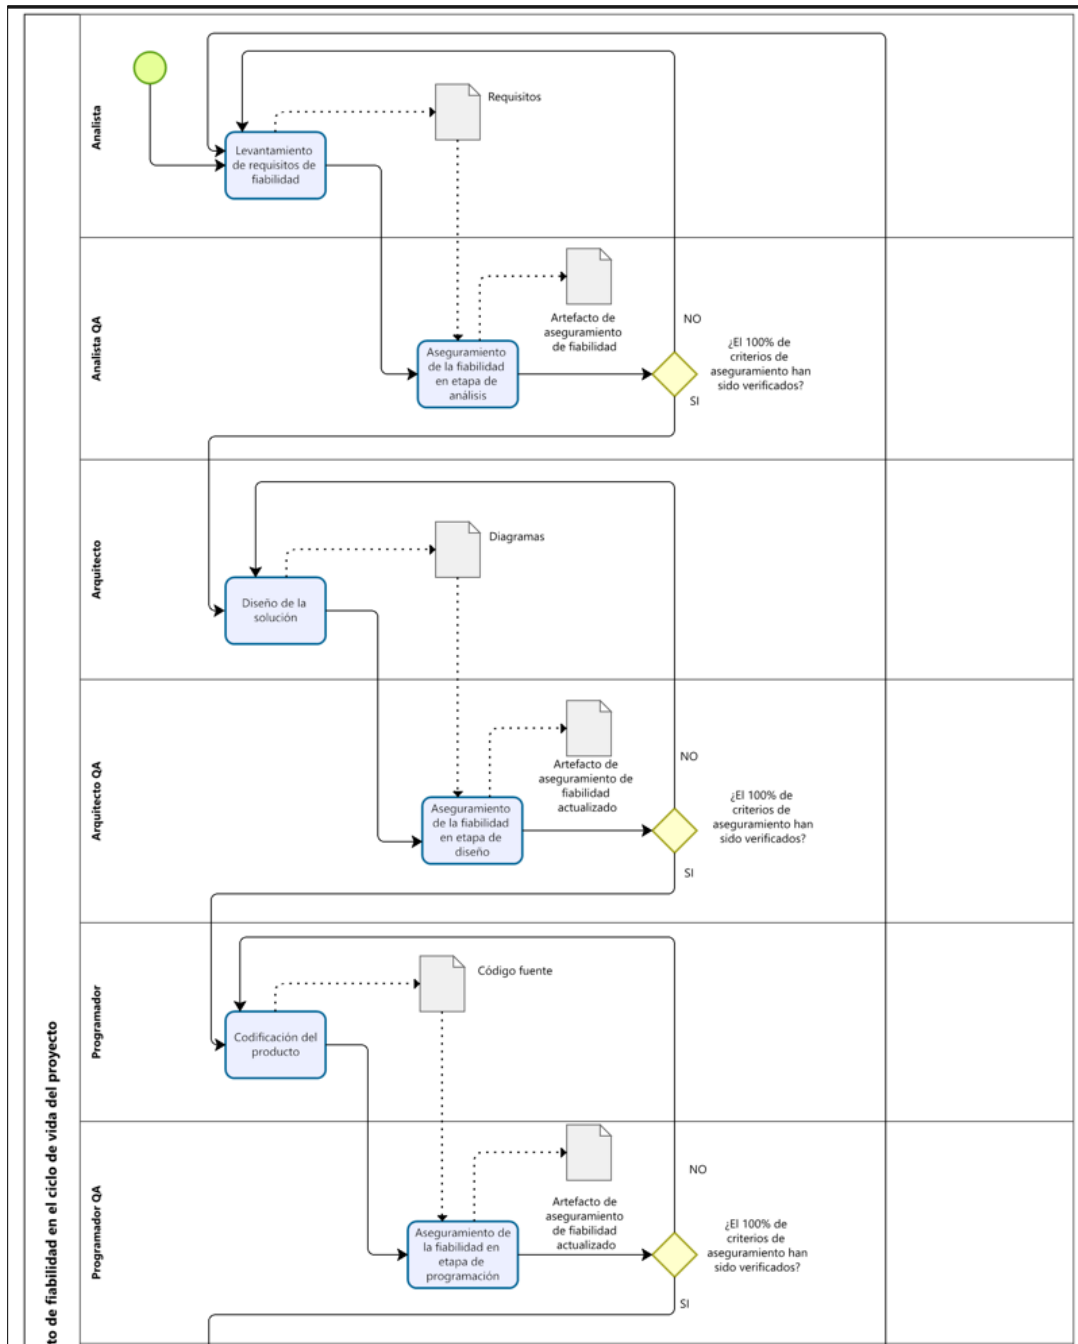 Analista
Requisitos
Levantamiento
de requisitos de
fiabilidad
Analista QA
Artefacto de
aseguramiento
de fiabilidad
NO
¿El 100% de
criterios de
aseguramiento han
sido verificados?
Aseguramiento
de la fiabilidad
en etapa de
análisis
SI
Arquitecto
Diagramas
Diseño de la
solución
Arquitecto QA
NO
Artefacto de
aseguramiento de
fiabilidad
actualizado
¿El 100% de
criterios de
aseguramiento han
sido verificados?
Aseguramiento
de la fiabilidad
en etapa de
diseño
SI
Programador
Código fuente
Codificación del
producto
to de fiabilidad en el ciclo de vida del proyecto
Programador QA
NO
Artefacto de
aseguramiento
de fiabilidad
actualizado
¿El 100% de
criterios de
aseguramiento han
sido verificados?
Aseguramiento de
la fiabilidad en
etapa de
programación
SI